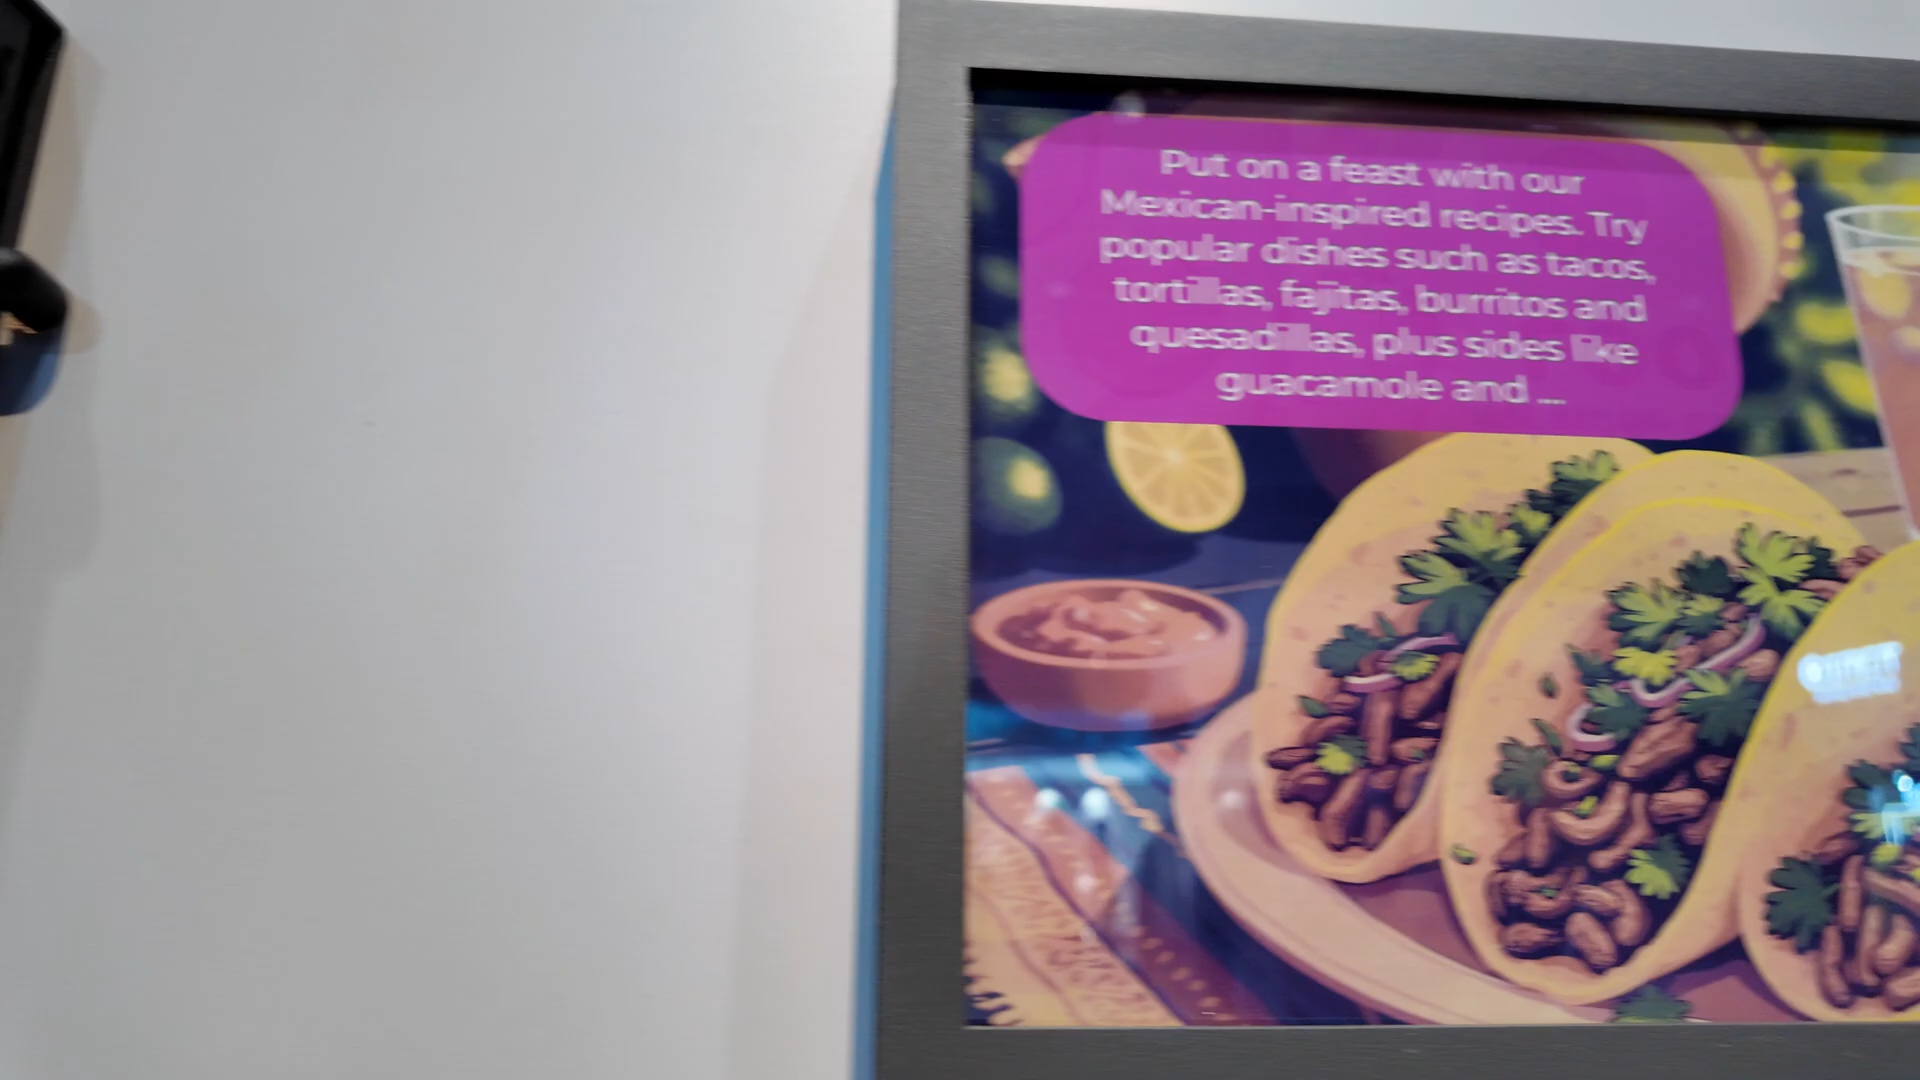 Put on a feast with our
Mexican-inspired recipes. Try
popular dishes such as tacos,
tortillas, fajitas, burritos and
quesadillas, plus sides like
guacamole and ...